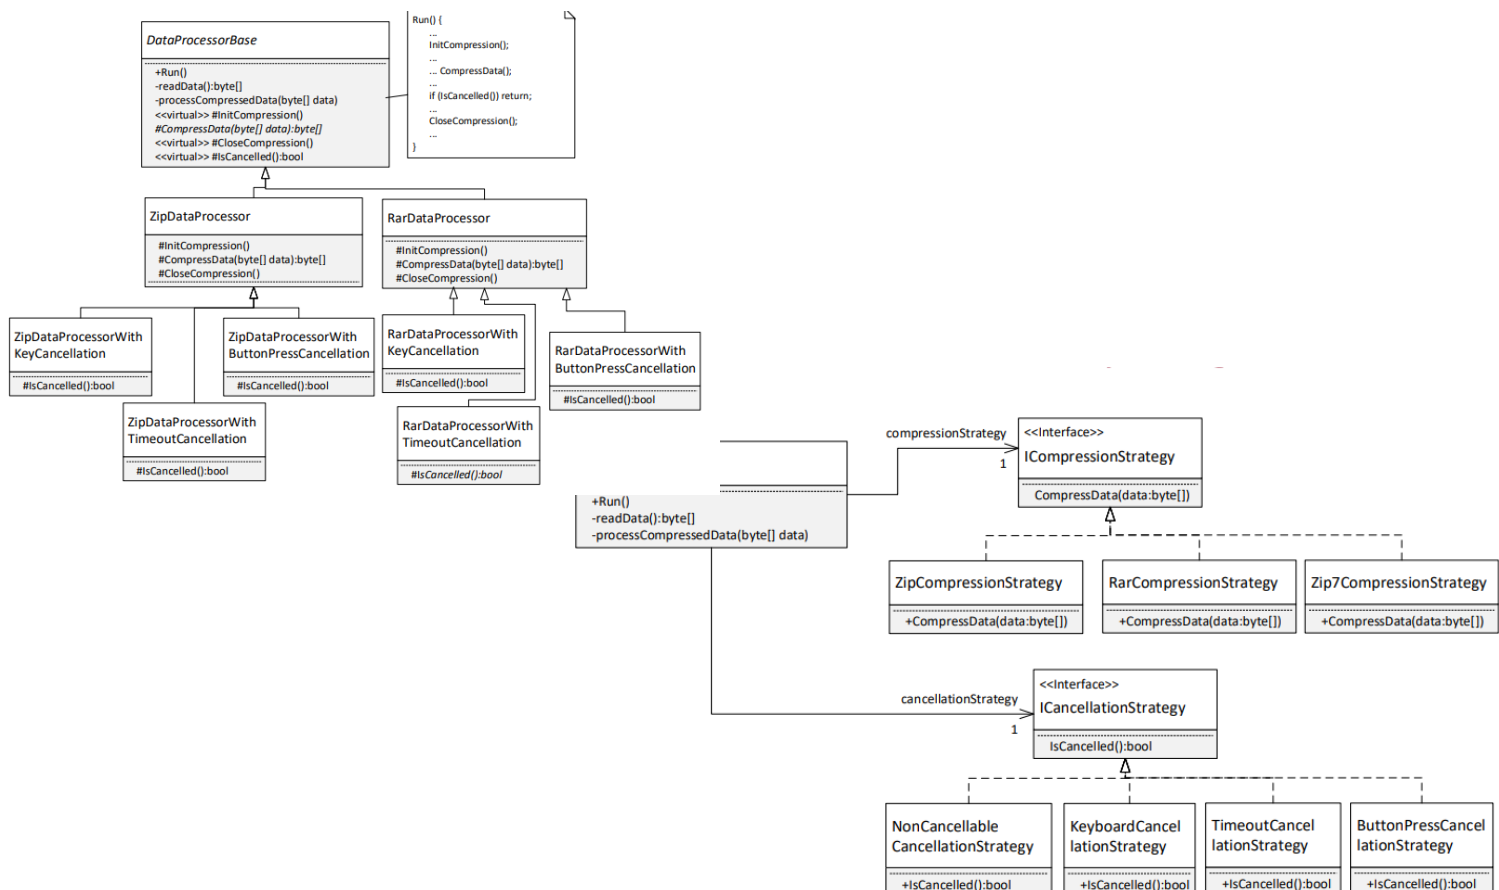 DataProcessorBase
+Run()
-readData():byte[]
-processCompressedData(byte[] data)
<<virtual>> #InitCompression()
#CompressData(byte[] data):byte[]
<<virtual>> #CloseCompression()
<<virtual>> #IsCancelled():bool
Run() {
...
InitCompression();
...
... CompressData();
...
if (IsCancelled()) return;
...
CloseCompression();
...
}
ZipDataProcessor
#InitCompression()
#CompressData(byte[] data):byte[]
#CloseCompression()
RarDataProcessor
#InitCompression()
#CompressData(byte[] data):byte[]
#CloseCompression()
ZipDataProcessorWith
KeyCancellation
#IsCancelled():bool
ZipDataProcessorWith
ButtonPressCancellation
#IsCancelled():bool
RarDataProcessorWith
KeyCancellation
#IsCancelled():bool
RarDataProcessorWith
ButtonPressCancellation
#IsCancelled():bool
ZipDataProcessorWith
TimeoutCancellation
#IsCancelled():bool
RarDataProcessorWith
TimeoutCancellation
#IsCancelled():bool
+Run()
-readData():byte[]
-processCompressedData(byte[] data)
compressionStrategy
1
<<Interface>>
ICompressionStrategy
CompressData(data:byte[])
ZipCompressionStrategy
+CompressData(data:byte[])
RarCompressionStrategy
+CompressData(data:byte[])
Zip7CompressionStrategy
+CompressData(data:byte[])
cancellationStrategy
1
<<Interface>>
ICancellationStrategy
IsCancelled():bool
NonCancellable
CancellationStrategy
+IsCancelled():bool
KeyboardCancel
lationStrategy
+IsCancelled():bool
TimeoutCancel
lationStrategy
+IsCancelled():bool
ButtonPressCancel
lationStrategy
+IsCancelled():bool